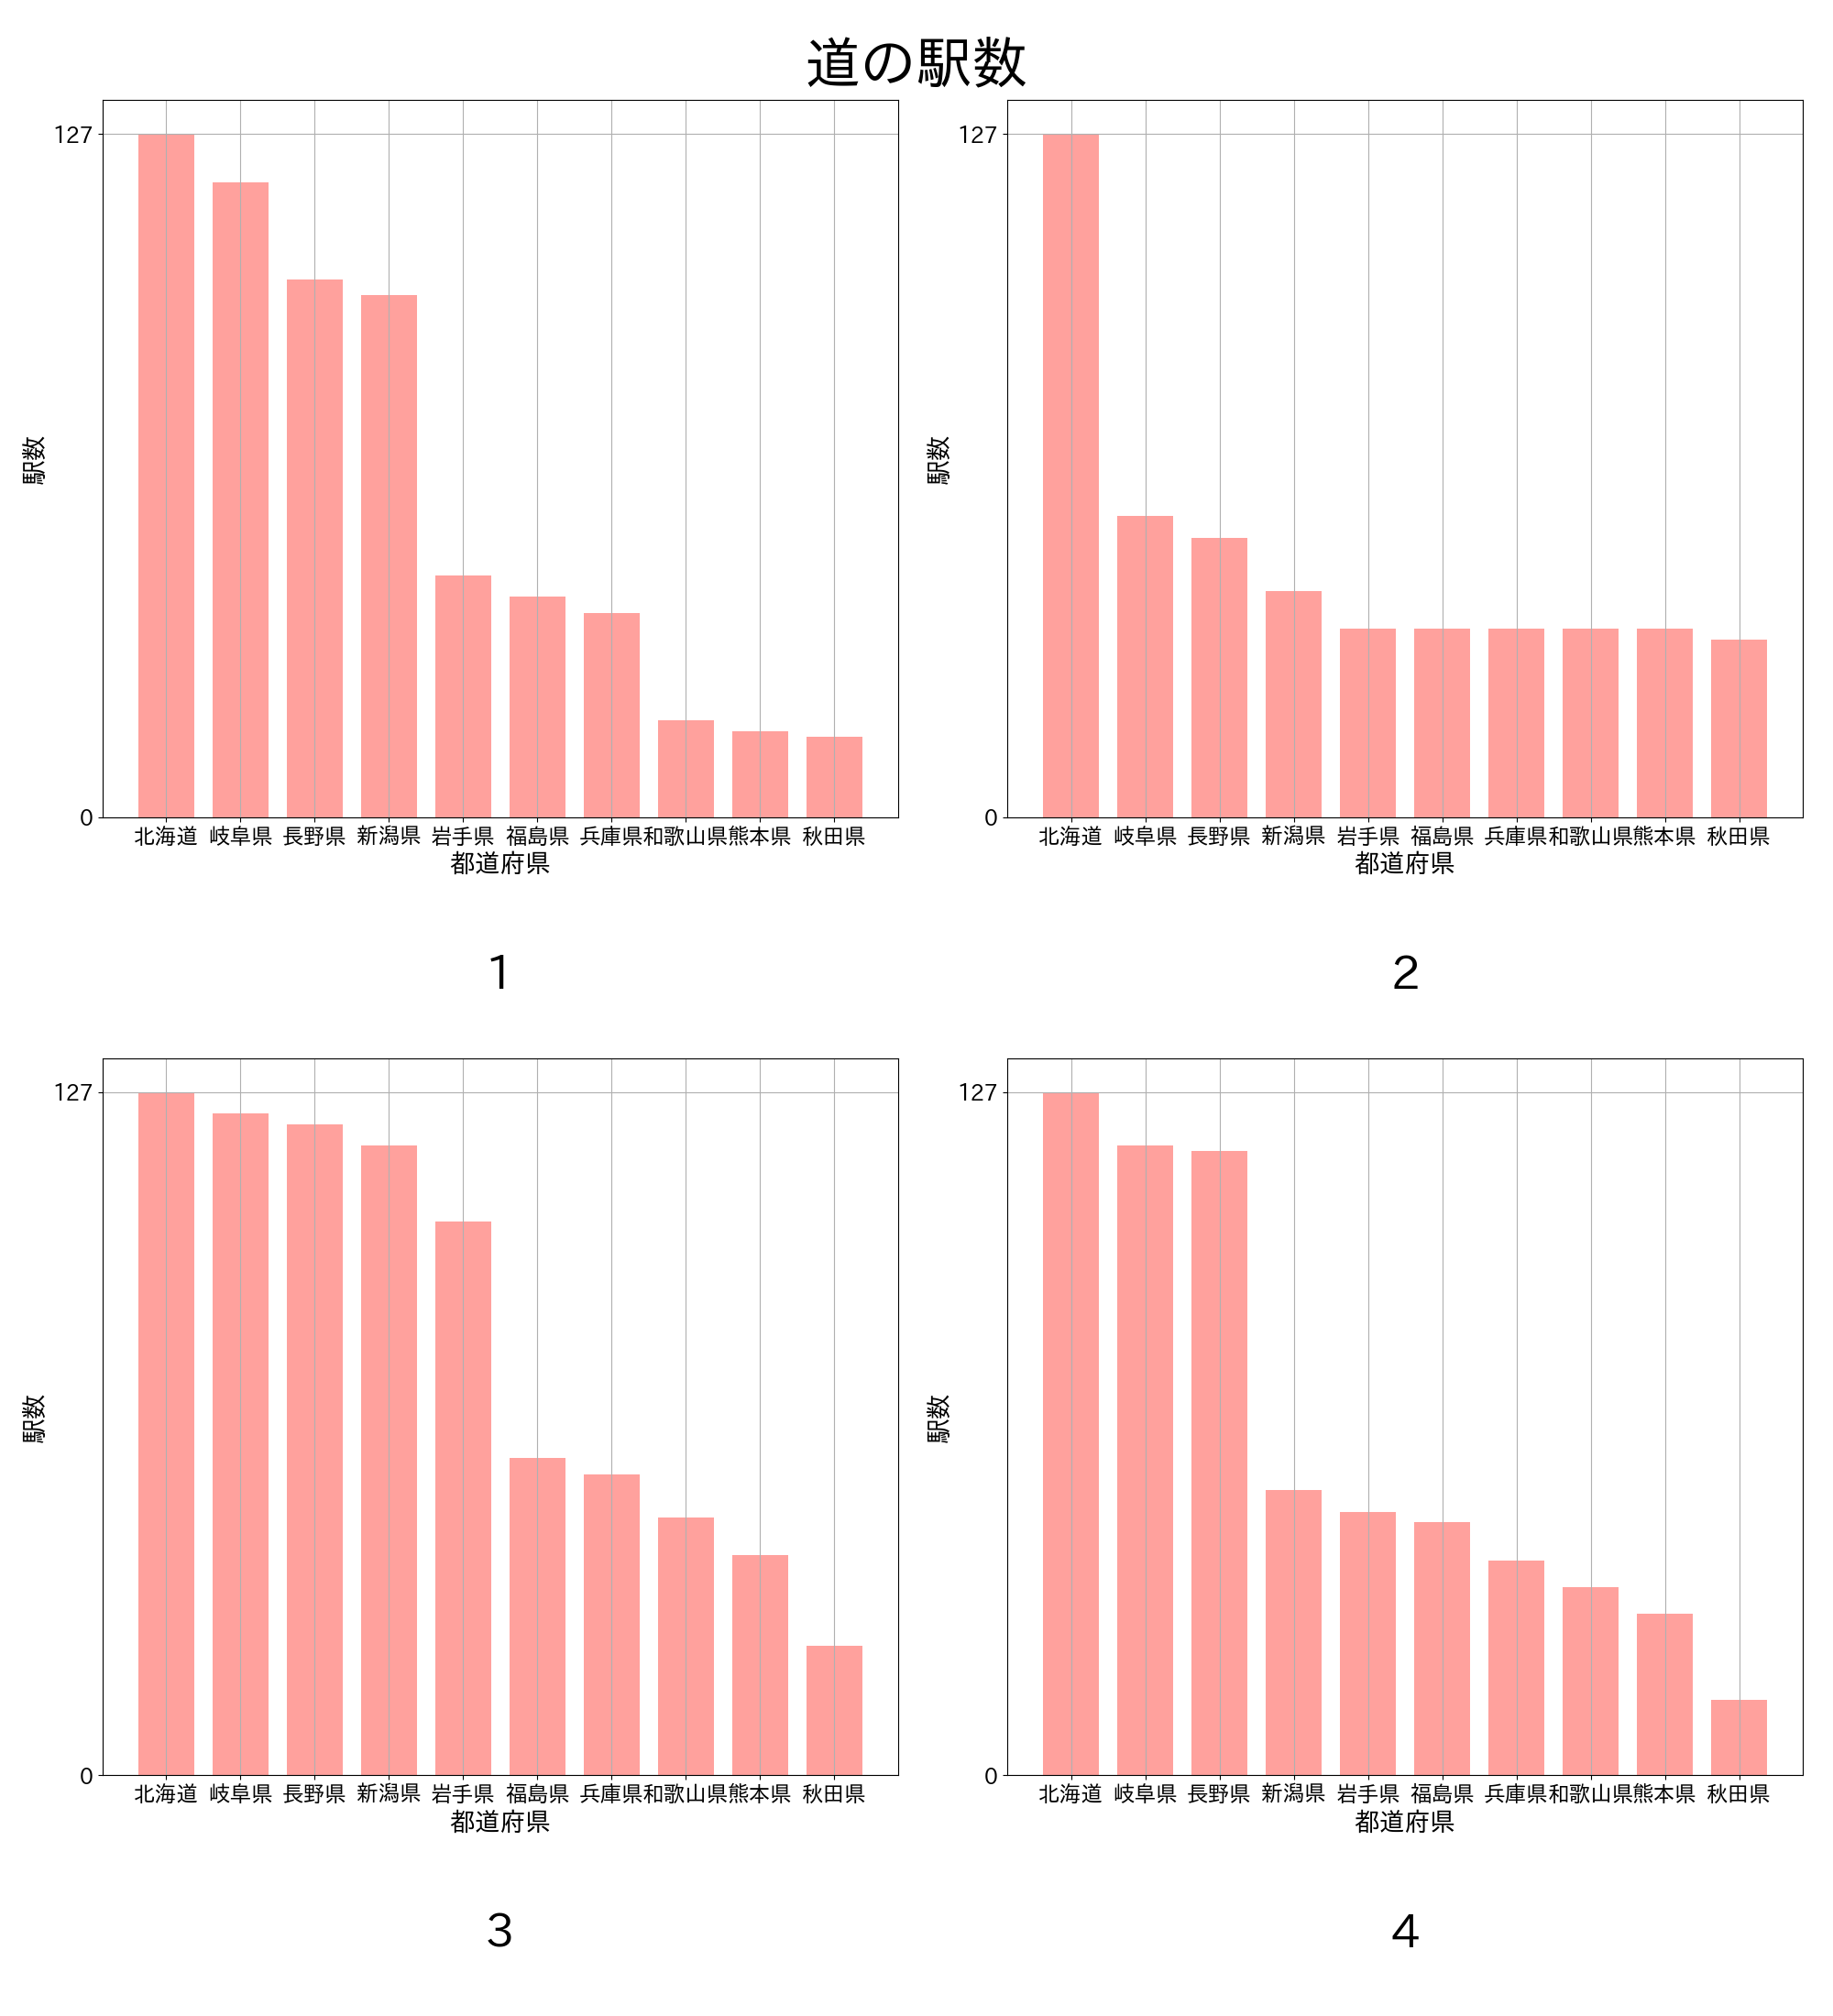 道の駅数
127
0
駅数
北海道 岐阜県 長野県 新潟県 岩手県 福島県 兵庫県 和歌山県 熊本県 秋田県
都道府県
1
127
0
駅数
北海道 岐阜県 長野県 新潟県 岩手県 福島県 兵庫県 和歌山県 熊本県 秋田県
都道府県
2
127
0
駅数
北海道 岐阜県 長野県 新潟県 岩手県 福島県 兵庫県 和歌山県 熊本県 秋田県
都道府県
3
127
0
駅数
北海道 岐阜県 長野県 新潟県 岩手県 福島県 兵庫県 和歌山県 熊本県 秋田県
都道府県
4